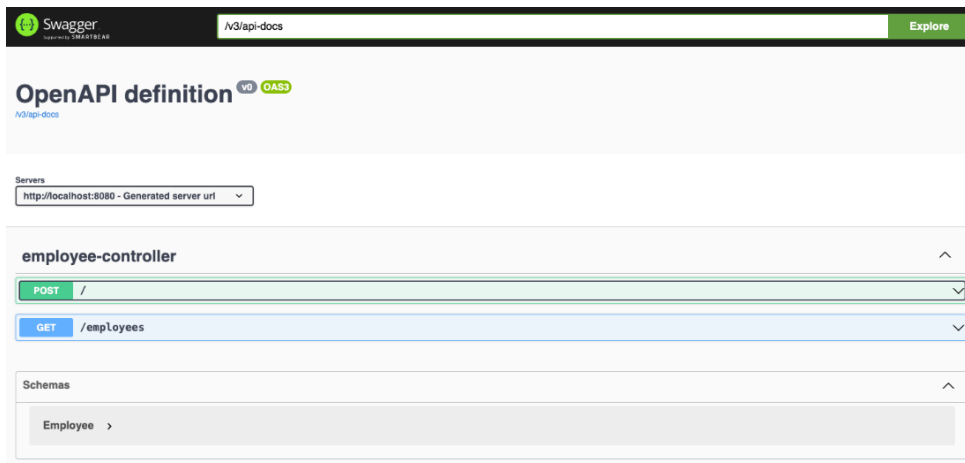 {···} Swagger
Supported by SMARTBEAR
/v3/api-docs
Explore
OpenAPI definition v0 OAS3
/v3/api-docs
Servers
http://localhost:8080 - Generated server url
employee-controller
POST /
GET /employees
Schemas
Employee >